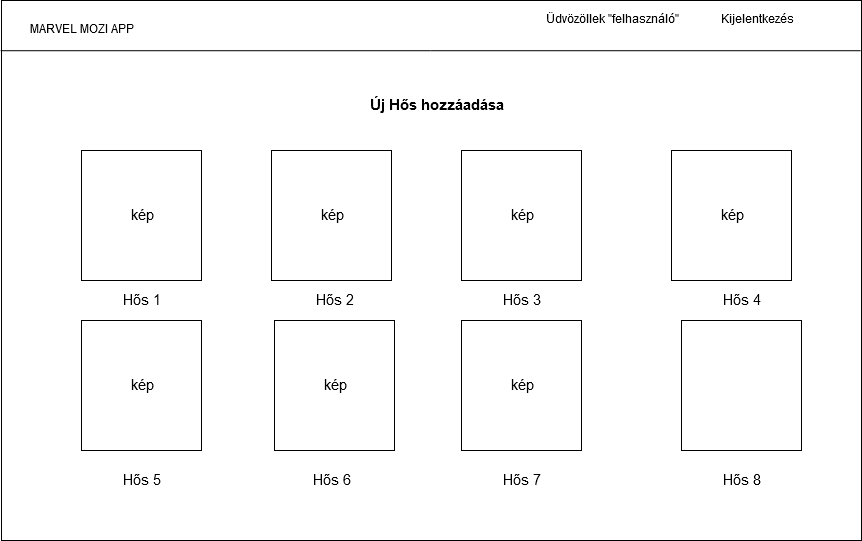 MARVEL MOZI APP
Üdvözöllek "felhasználó"
Kijelentkezés
Új Hős hozzáadása
kép
kép
kép
kép
Hős 1
Hős 2
Hős 3
Hős 4
kép
kép
kép
Hős 5
Hős 6
Hős 7
Hős 8